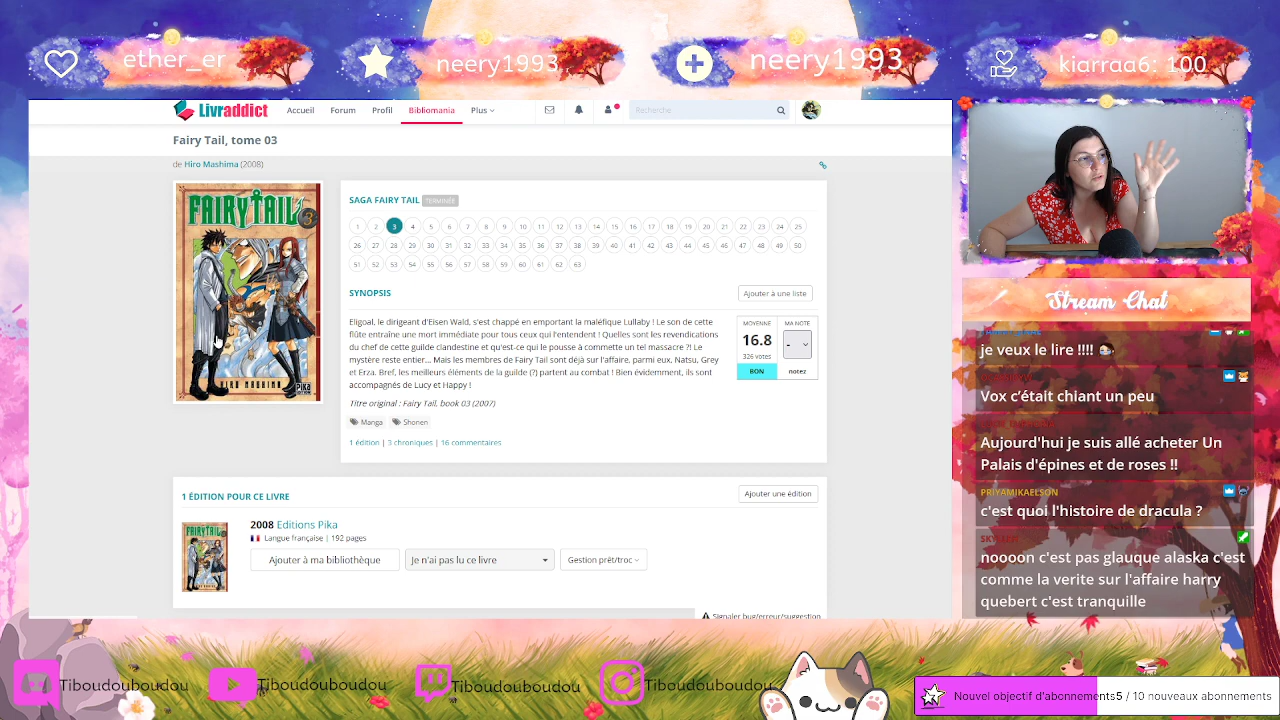 ether_er
neery1993
neery1993
kiarraa6: 100
Livraddict
Accueil
Forum
Profil
Bibliomania
Plus
Recherche
Fairy Tail, tome 03
de Hiro Mashima (2008)
FAIRY TAIL
3
HIRO MASHIMA
Pika
SAGA FAIRY TAIL TERMINÉE
1 2 3 4 5 6 7 8 9 10 11 12 13 14 15 16 17 18 19 20 21 22 23 24 25
26 27 28 29 30 31 32 33 34 35 36 37 38 39 40 41 42 43 44 45 46 47 48 49 50
51 52 53 54 55 56 57 58 59 60 61 62 63
SYNOPSIS
Ajouter à une liste
Eligoal, le dirigeant d'Eisen Wald, s'est chappé en emportant la maléfique Lullaby ! Le son de cette
flûte entraîne une mort immédiate pour tous ceux qui l'entendent ! Quelles sont les revendications
du chef de cette guilde clandestine et qu'est-ce qui le pousse à commettre un tel massacre ?! Le
mystère reste entier... Mais les membres de Fairy Tail sont déjà sur l'affaire, parmi eux, Natsu, Grey
et Erza. Bref, les meilleurs éléments de la guilde (?) partent au combat ! Bien évidemment, ils sont
accompagnés de Lucy et Happy !
MOYENNE
16.8
326 votes
BON
MA NOTE
-
notez
Titre original : Fairy Tail, book 03 (2007)
Manga Shonen
1 édition | 3 chroniques | 16 commentaires
1 ÉDITION POUR CE LIVRE
Ajouter une édition
2008 Editions Pika
Langue française | 192 pages
Ajouter à ma bibliothèque
Je n'ai pas lu ce livre
Gestion prêt/troc
Signaler bug/erreur/suggestion
Stream Chat
je veux le lire !!!!
Vox c'était chiant un peu
Aujourd'hui je suis allé acheter Un
Palais d'épines et de roses !!
PRIYAMIKAELSON
c'est quoi l'histoire de dracula ?
noooon c'est pas glauque alaska c'est
comme la verite sur l'affaire harry
quebert c'est tranquille
Tiboudouboudou
Tiboudouboudou
Tiboudouboudou
Tiboudouboudou
Nouvel objectif d'abonnements 5 / 10 nouveaux abonnements